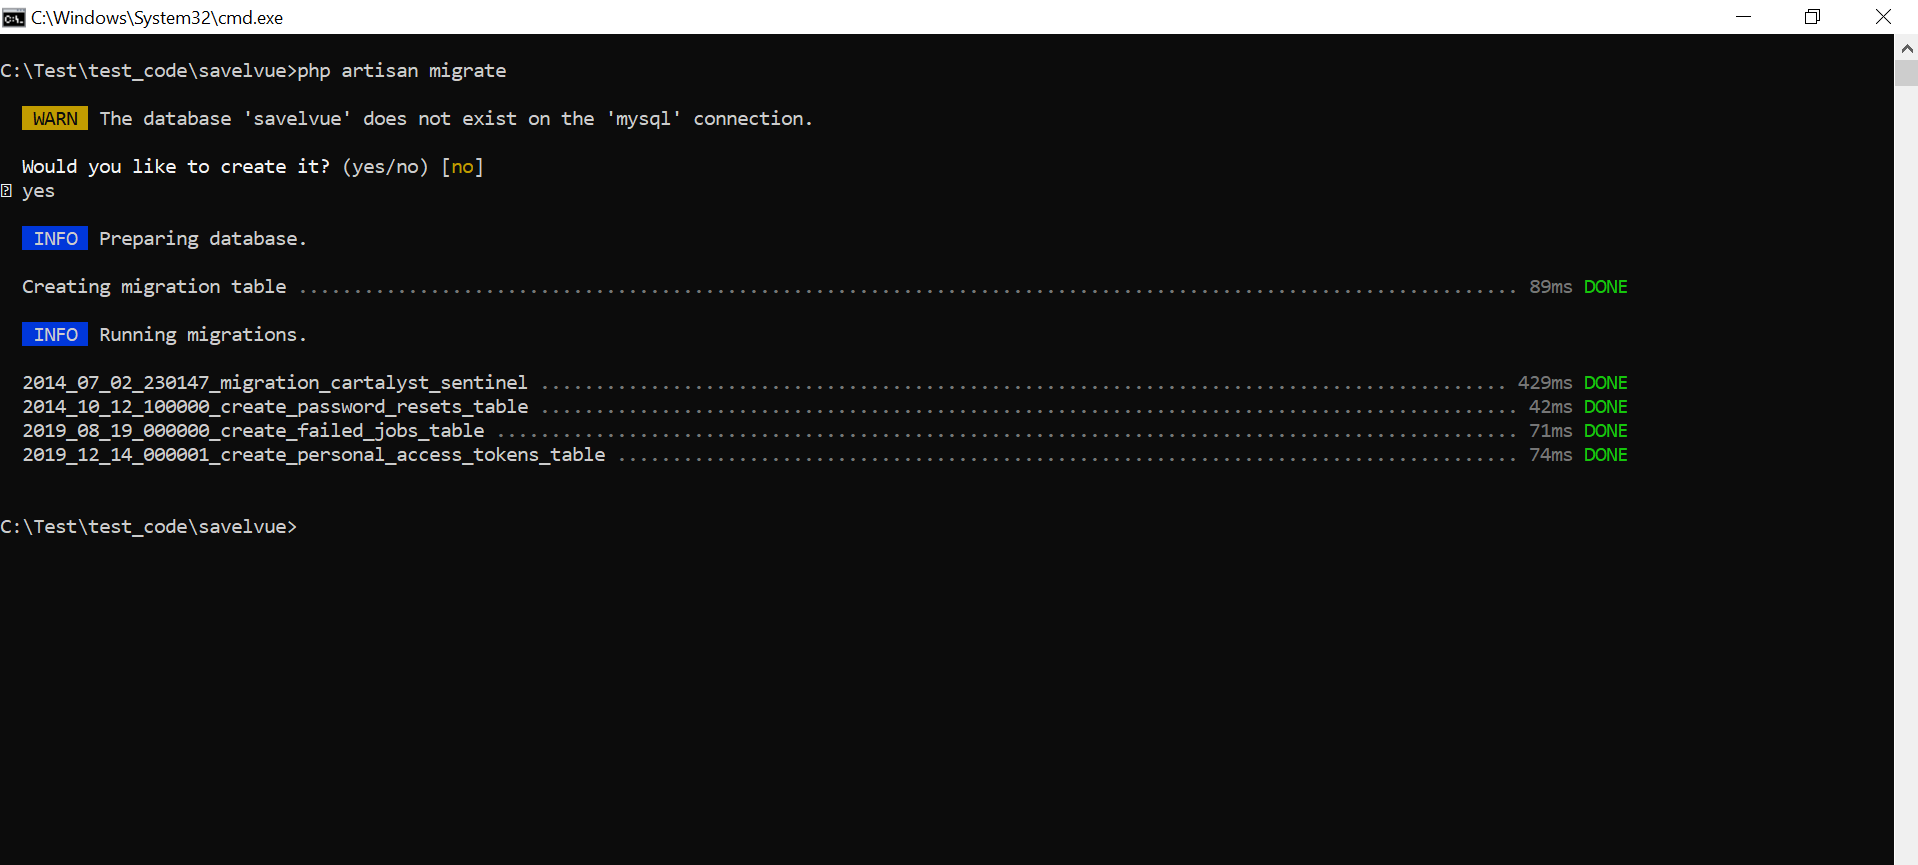 C:\Windows\System32\cmd.exe
C:\Test\test_code\savelvue>php artisan migrate
WARN The database 'savelvue' does not exist on the 'mysql' connection.
Would you like to create it? (yes/no) [no]
yes
INFO Preparing database.
Creating migration table ............................................................................................................... 89ms DONE
INFO Running migrations.
2014_07_02_230147_migration_cartalyst_sentinel ........................................................................................ 429ms DONE
2014_10_12_100000_create_password_resets_table ......................................................................................... 42ms DONE
2019_08_19_000000_create_failed_jobs_table ............................................................................................. 71ms DONE
2019_12_14_000001_create_personal_access_tokens_table .................................................................................. 74ms DONE
C:\Test\test_code\savelvue>